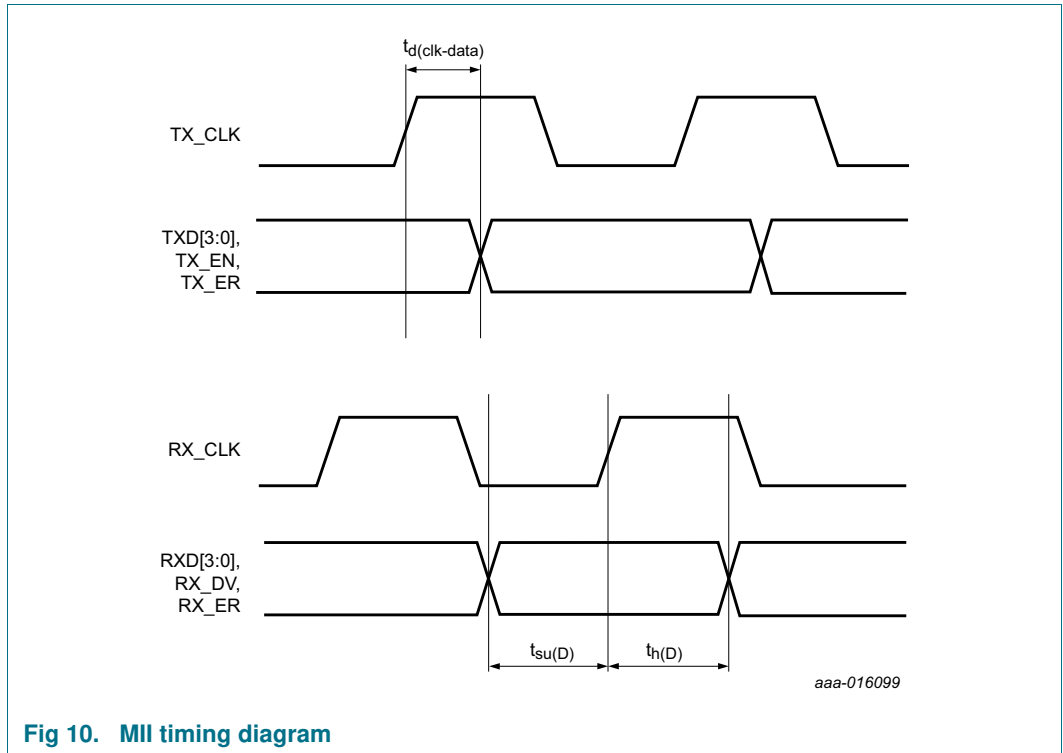 td(clk-data)
TX_CLK
TXD[3:0],
TX_EN,
TX_ER
RX_CLK
RXD[3:0],
RX_DV,
RX_ER
tsu(D)
th(D)
aaa-016099
Fig 10. MII timing diagram